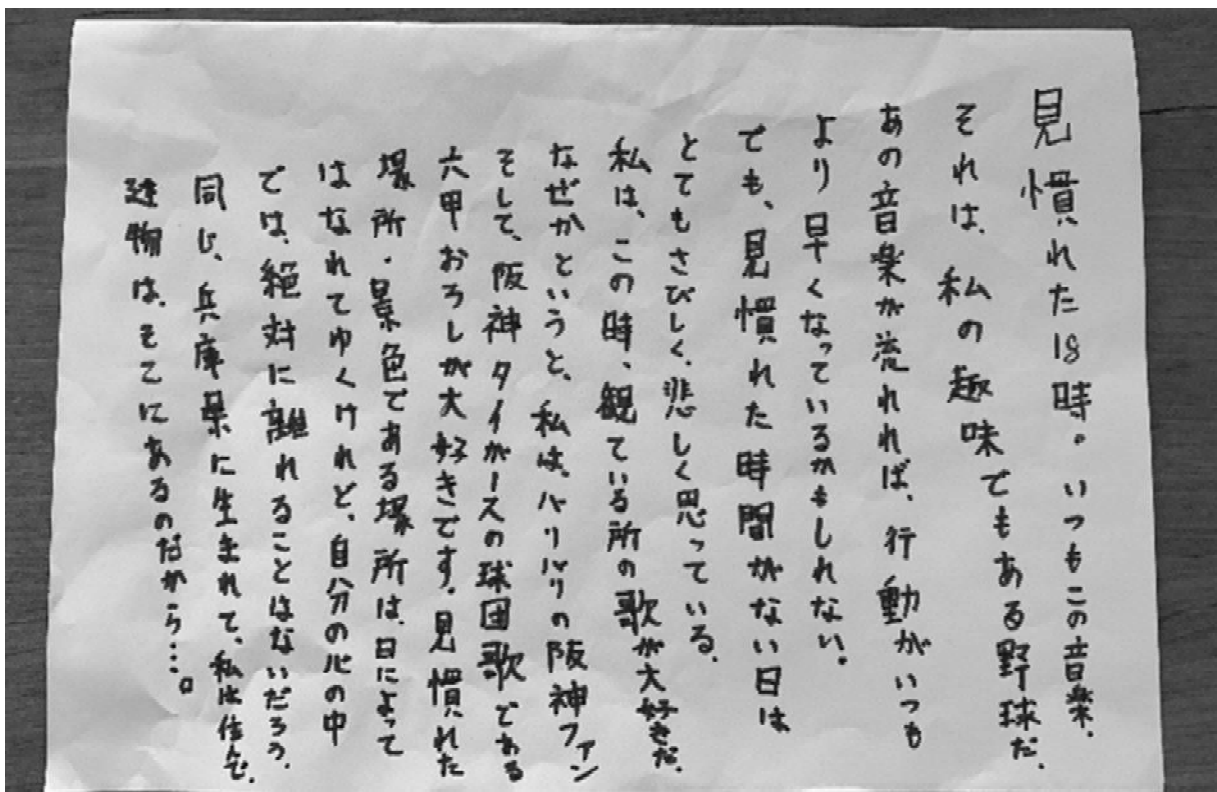 見慣れた18時。いつもこの音楽、
それは、私の趣味でもある野球だ、
あの音楽が流れれば、行動がいつも
より早くなっているかもしれない。
でも、見慣れた時間がない日は
とてもさびしく、悲しく思っている、
私は、この時、観ている所の歌が大好きだ、
なぜかというと、私は、バリバリの阪神ファン
そして、阪神タイガースの球団歌である
六甲おろしが大好きです、見慣れた
場所・景色である場所は、日によって
はなれてゆくけれど、自分の心の中
では、絶対に離れることはないだろう、
同じ、兵庫県に生まれて、私は住んで、
建物は、そこにあるのだから…。